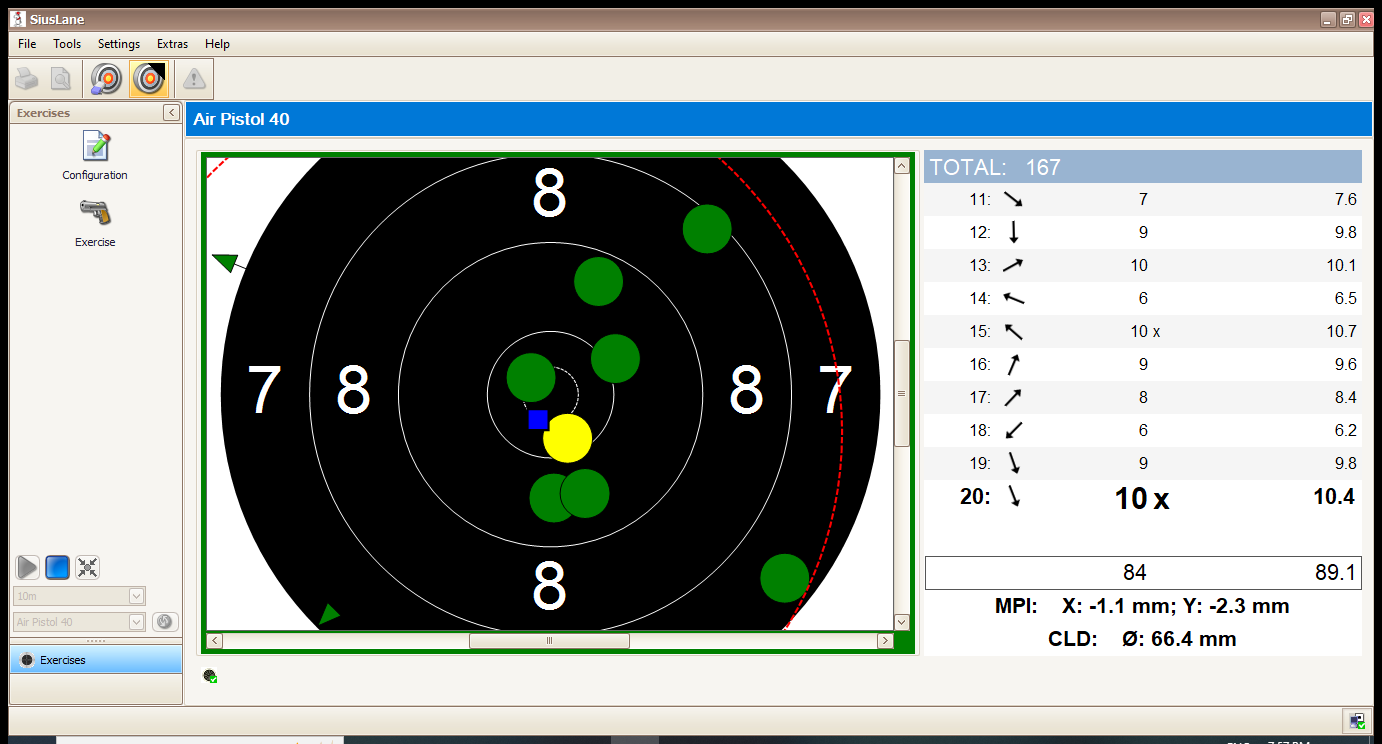 SiusLane
File Tools Settings Extras Help
Exercises
Configuration
Exercise
10m
Air Pistol 40
Exercises
Air Pistol 40
8
7 8 8 7
8
TOTAL: 167
11: 7 7.6
12: 9 9.8
13: 10 10.1
14: 6 6.5
15: 10 x 10.7
16: 9 9.6
17: 8 8.4
18: 6 6.2
19: 9 9.8
20: 10 x 10.4
84 89.1
MPI: X: -1.1 mm; Y: -2.3 mm
CLD: Ø: 66.4 mm